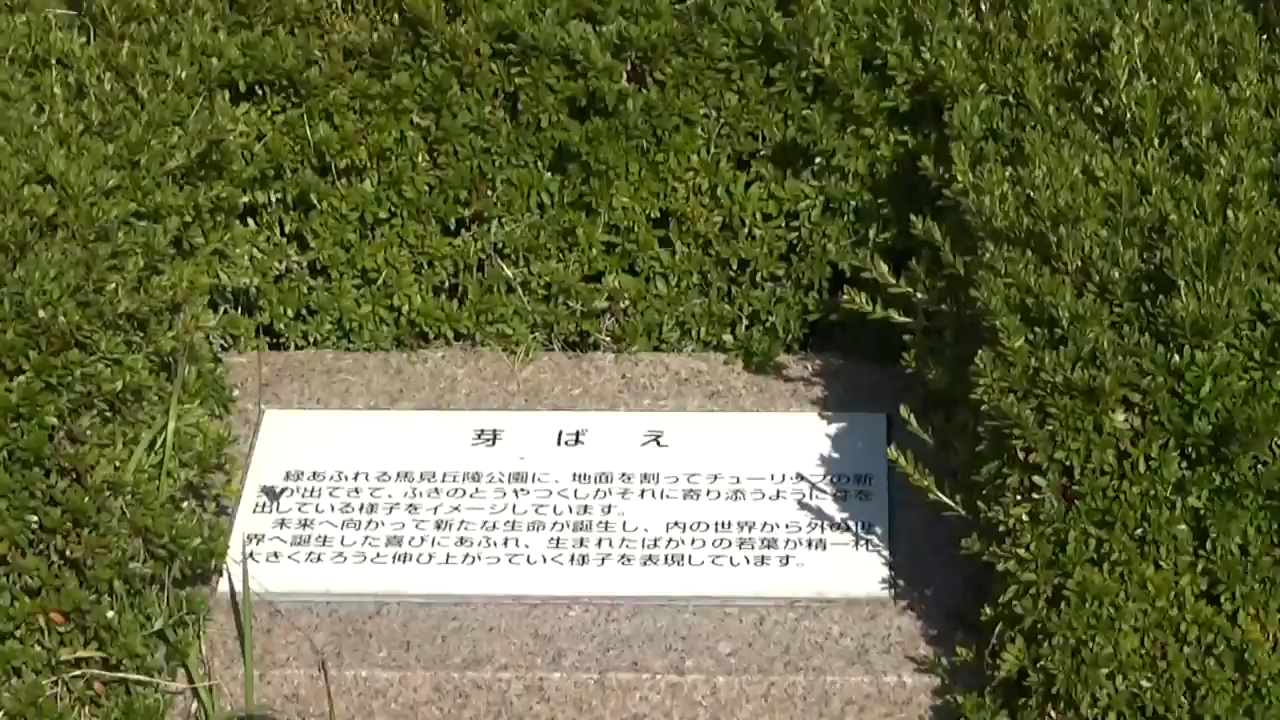 芽ばえ
緑あふれる馬見丘陵公園に、地面を割ってチューリップの新
芽が出てきて、ふきのとうやつくしがそれに寄り添うように芽を
出している様子をイメージしています。
未来へ向かって新たな生命が誕生し、内の世界から外の世
界へ誕生した喜びにあふれ、生まれたばかりの若葉が精一杯
大きくなろうと伸び上がっていく様子を表現しています。